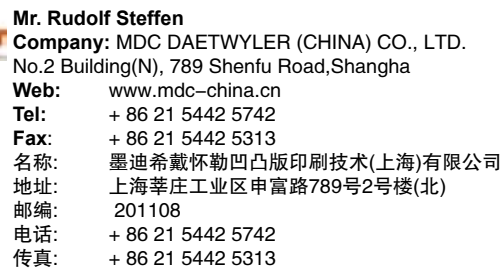 Mr. Rudolf Steffen
Company: MDC DAETWYLER (CHINA) CO., LTD.
No.2 Building(N), 789 Shenfu Road,Shangha
Web: www.mdc–china.cn
Tel: + 86 21 5442 5742
Fax: + 86 21 5442 5313
名称: 墨迪希戴怀勒凹凸版印刷技术(上海)有限公司
地址: 上海莘庄工业区申富路789号2号楼(北)
邮编: 201108
电话: + 86 21 5442 5742
传真: + 86 21 5442 5313